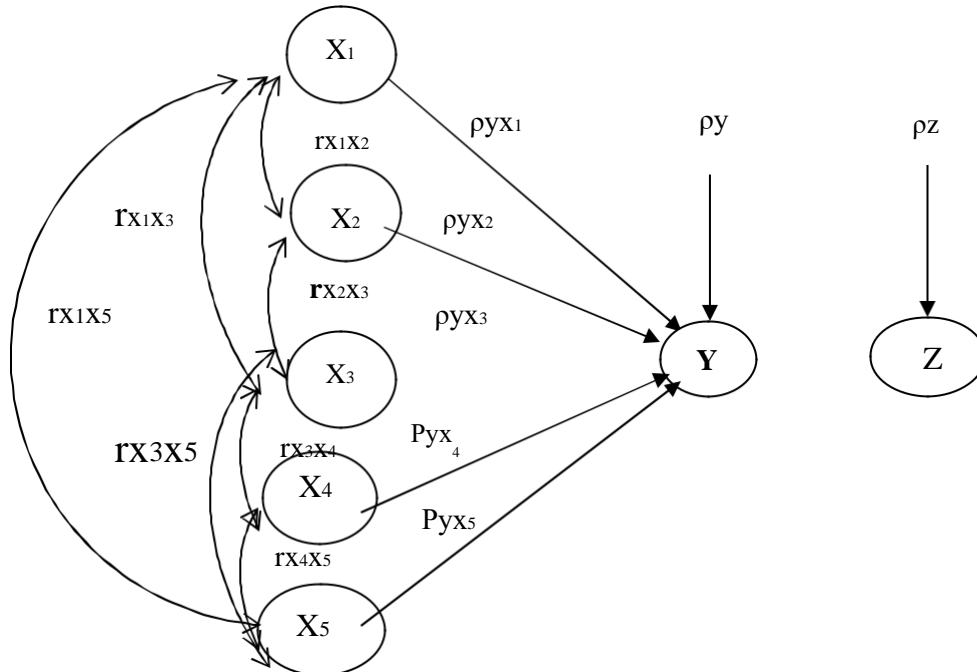 X1
ρyx1
ρy
ρz
rx1x2
rx1x3
X2
ρyx2
rx2x3
rx1x5
ρyx3
X3
Y
Z
rx3x5
rx3x4
Pyx4
X4
Pyx5
rx4x5
X5